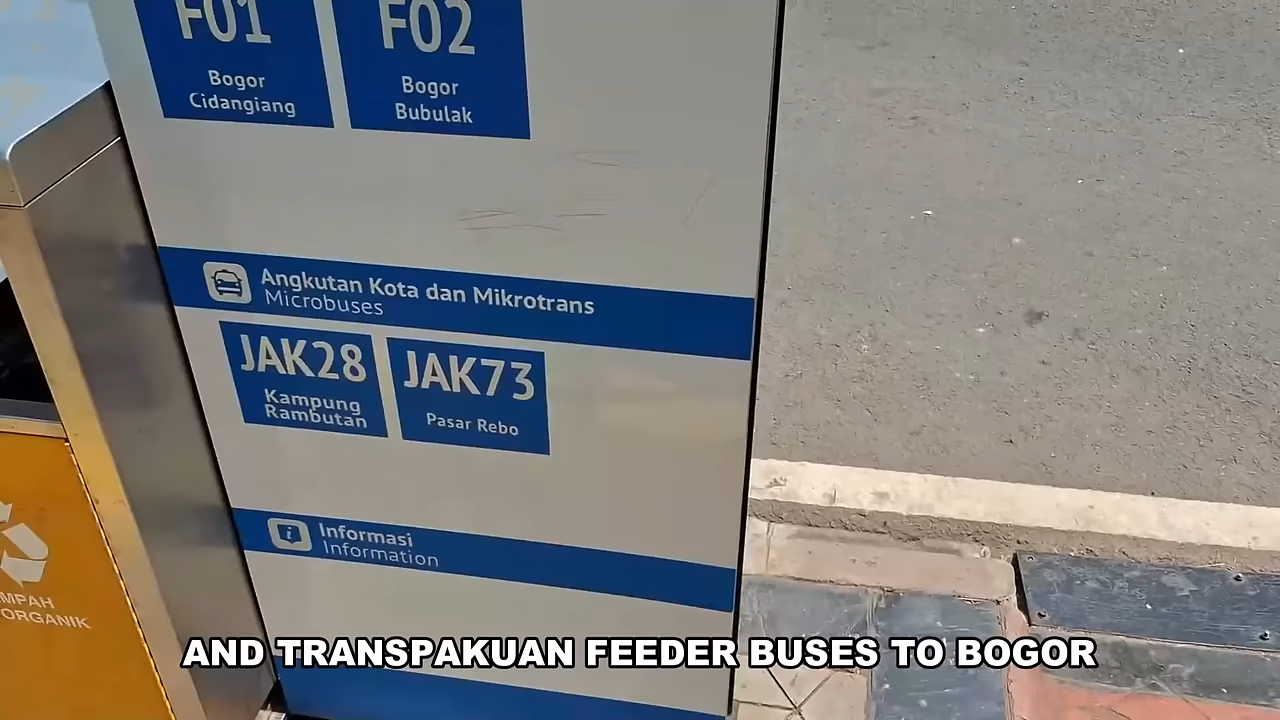 F01
Bogor
Cidangiang
F02
Bogor
Bubulak
Angkutan Kota dan Mikrotrans
Microbuses
JAK28
Kampung
Rambutan
JAK73
Pasar Rebo
i
Informasi
Information
MPAH
ORGANIK
AND TRANSPAKUAN FEEDER BUSES TO BOGOR